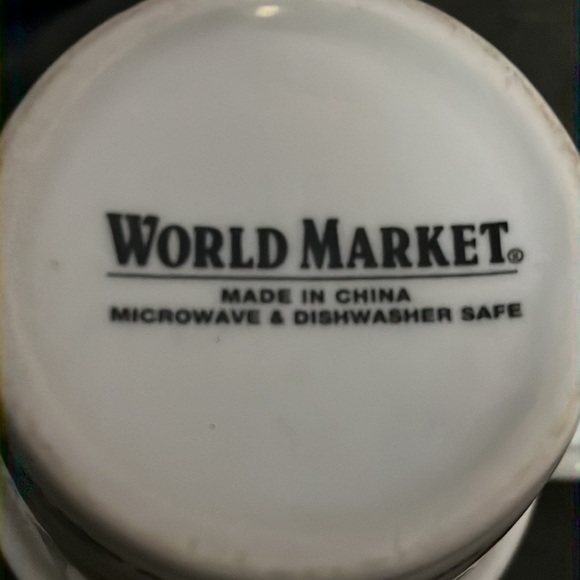 WORLD MARKET®
MADE IN CHINA
MICROWAVE & DISHWASHER SAFE